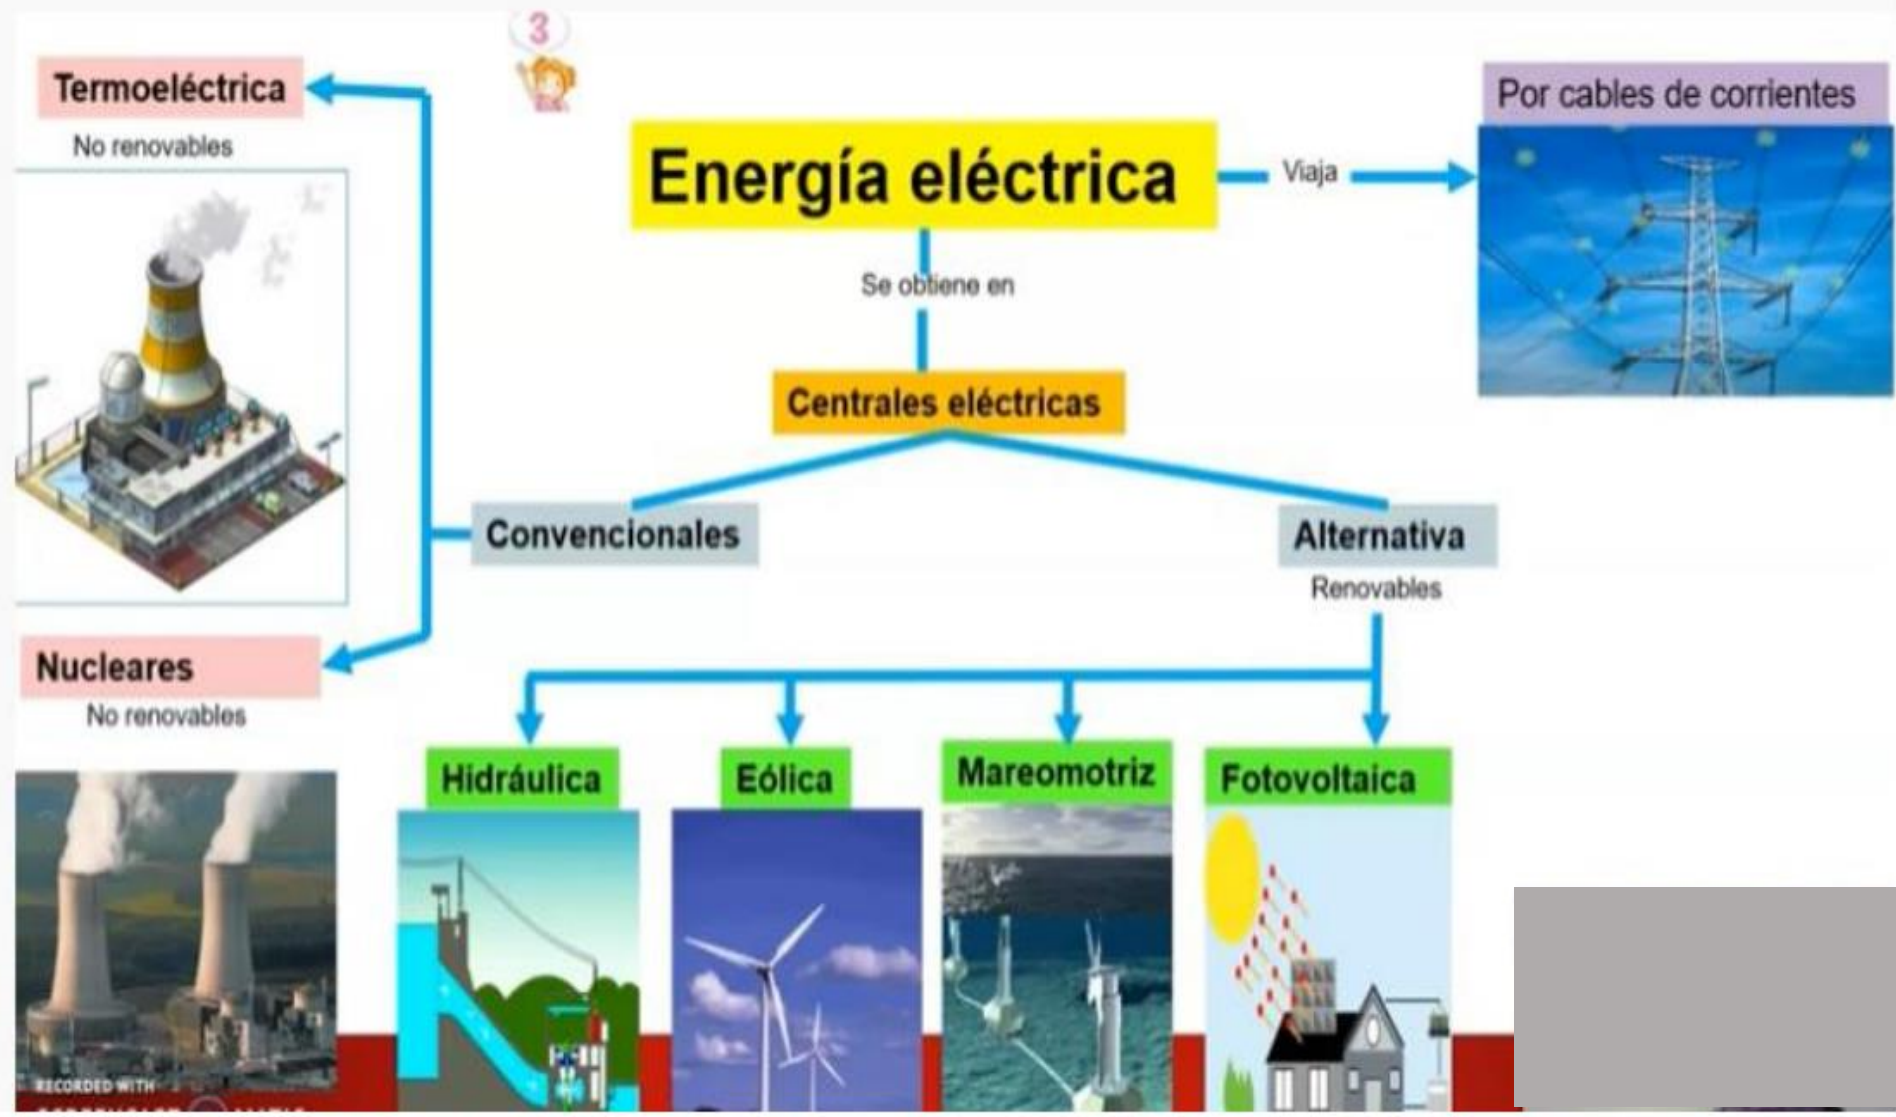 3
Termoeléctrica
No renovables
Energía eléctrica
Viaja
Por cables de corrientes
Se obtiene en
Centrales eléctricas
Convencionales
Alternativa
Renovables
Nucleares
No renovables
Hidráulica
Eólica
Mareomotriz
Fotovoltaica
RECORDED WITH